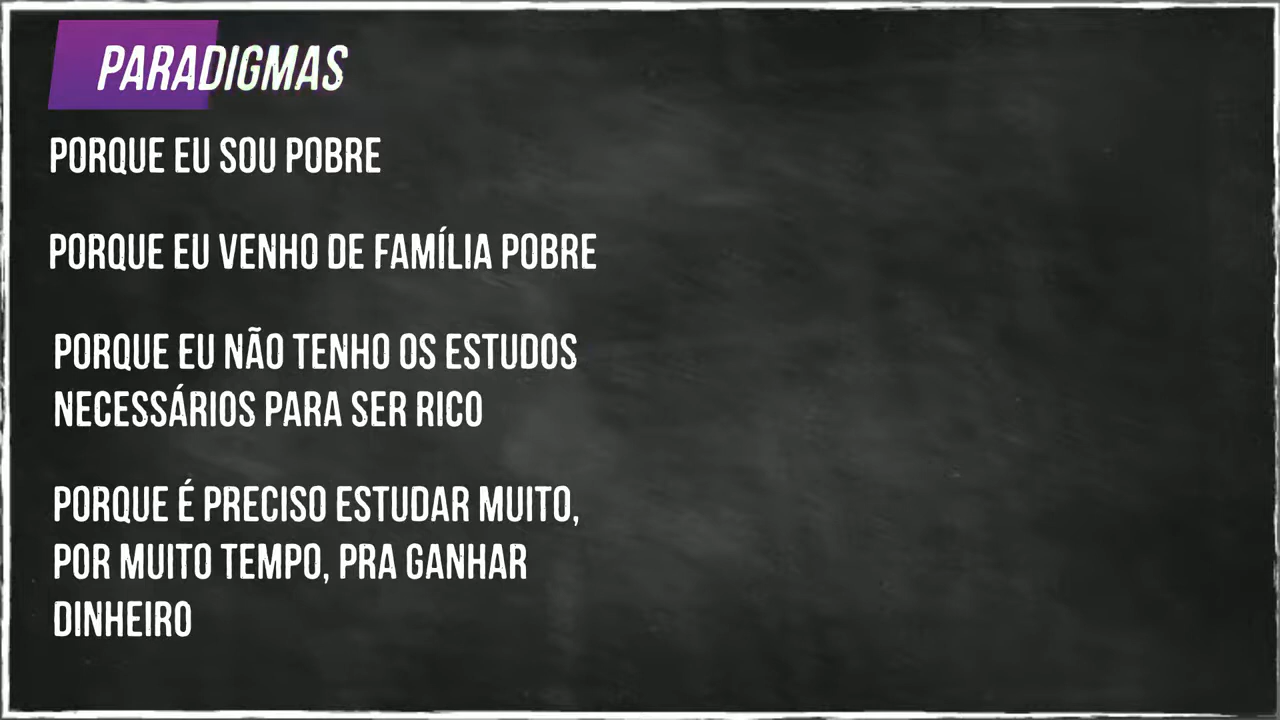 PARADIGMAS
PORQUE EU SOU POBRE
PORQUE EU VENHO DE FAMÍLIA POBRE
PORQUE EU NÃO TENHO OS ESTUDOS
NECESSÁRIOS PARA SER RICO
PORQUE É PRECISO ESTUDAR MUITO,
POR MUITO TEMPO, PRA GANHAR
DINHEIRO